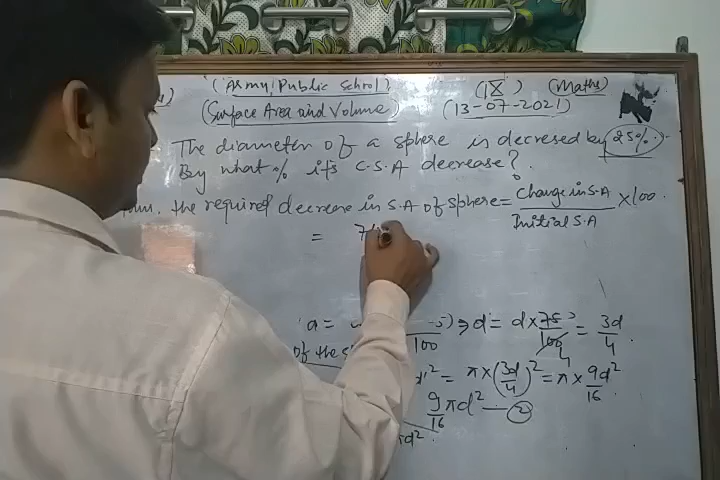 (Army Public School) (IX) (Maths)
(Surface Area and Volume) (13-07-2021)
The diameter of a sphere is decresed by 25%.
By what % its C.S.A decrease?
the required decrease in S.A of sphere = Change in S.A / Initial S.A × 100
= 7
100 ⇒ d = d × 75 / 100 = 3d / 4 .
of the
d'² = π × (3d/4)² = π × 9d² / 16
9/16 πd² — ②
πd².